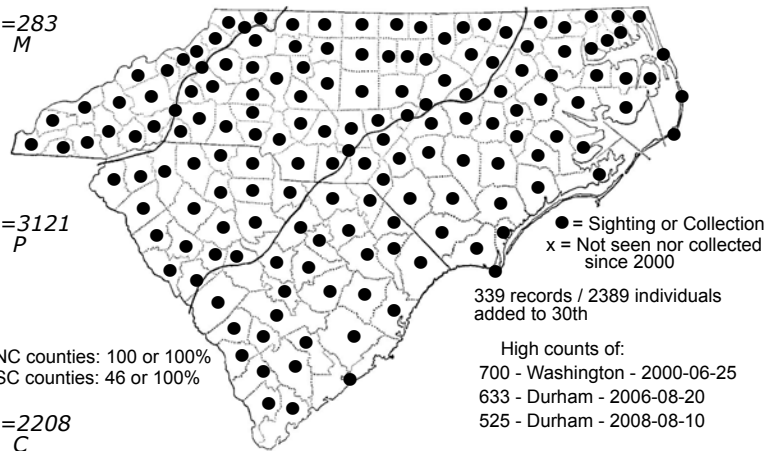 =283
M
=3121
P
● = Sighting or Collection
x = Not seen nor collected
since 2000
339 records / 2389 individuals
added to 30th
NC counties: 100 or 100%
SC counties: 46 or 100%
High counts of:
700 - Washington - 2000-06-25
633 - Durham - 2006-08-20
525 - Durham - 2008-08-10
=2208
C